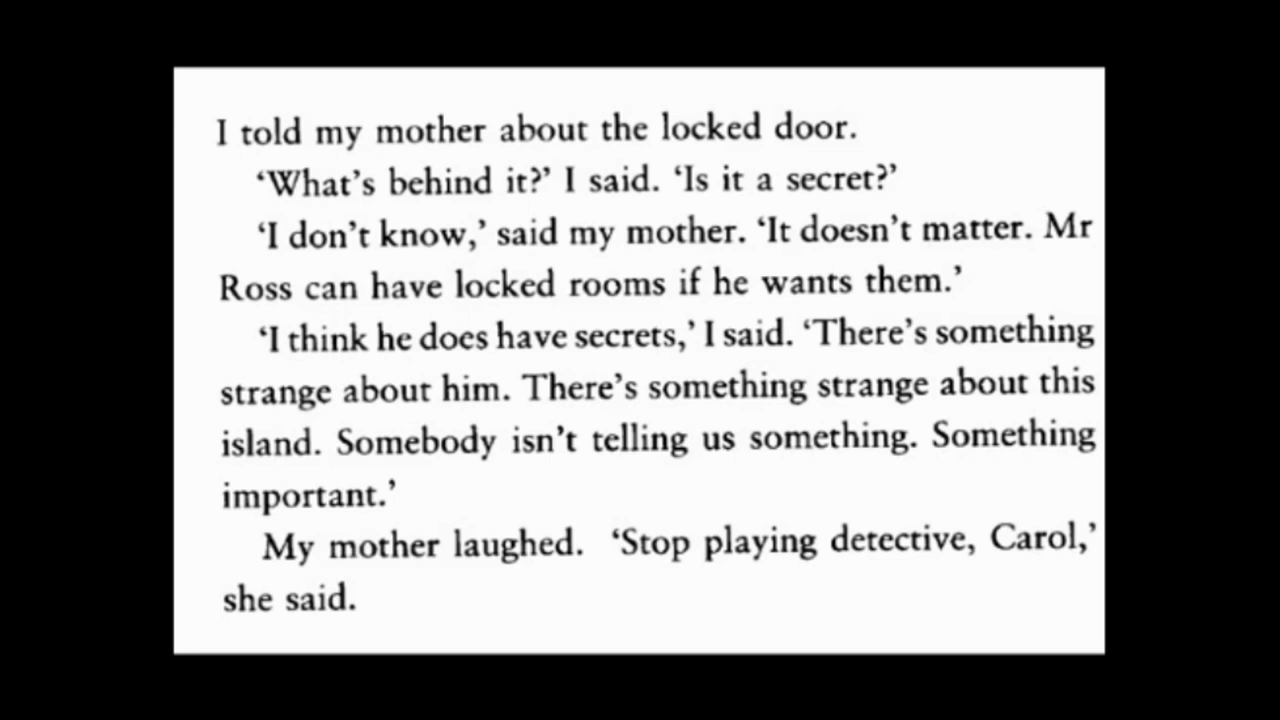 I told my mother about the locked door.
‘What’s behind it?’ I said. ‘Is it a secret?’
‘I don’t know,’ said my mother. ‘It doesn’t matter. Mr
Ross can have locked rooms if he wants them.’
‘I think he does have secrets,’ I said. ‘There’s something
strange about him. There’s something strange about this
island. Somebody isn’t telling us something. Something
important.’
My mother laughed. ‘Stop playing detective, Carol,’
she said.